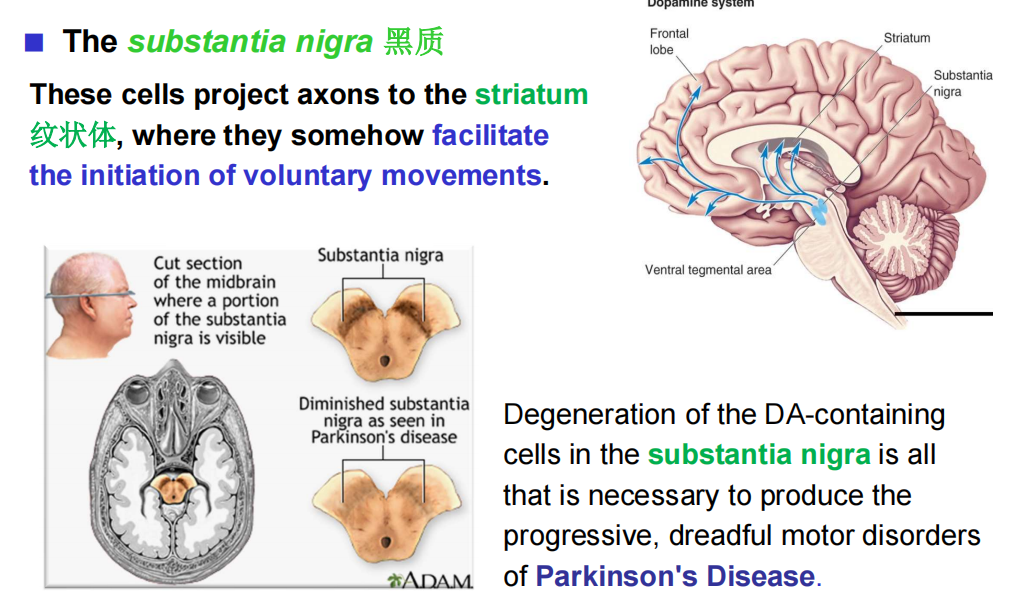 ■ The substantia nigra 黑质
These cells project axons to the striatum
纹状体, where they somehow facilitate
the initiation of voluntary movements.
Dopamine system
Frontal
lobe
Striatum
Substantia
nigra
Ventral tegmental area
Cut section
of the midbrain
where a portion
of the substantia
nigra is visible
Substantia nigra
Diminished substantia
nigra as seen in
Parkinson's disease
ADAM
Degeneration of the DA-containing
cells in the substantia nigra is all
that is necessary to produce the
progressive, dreadful motor disorders
of Parkinson's Disease.